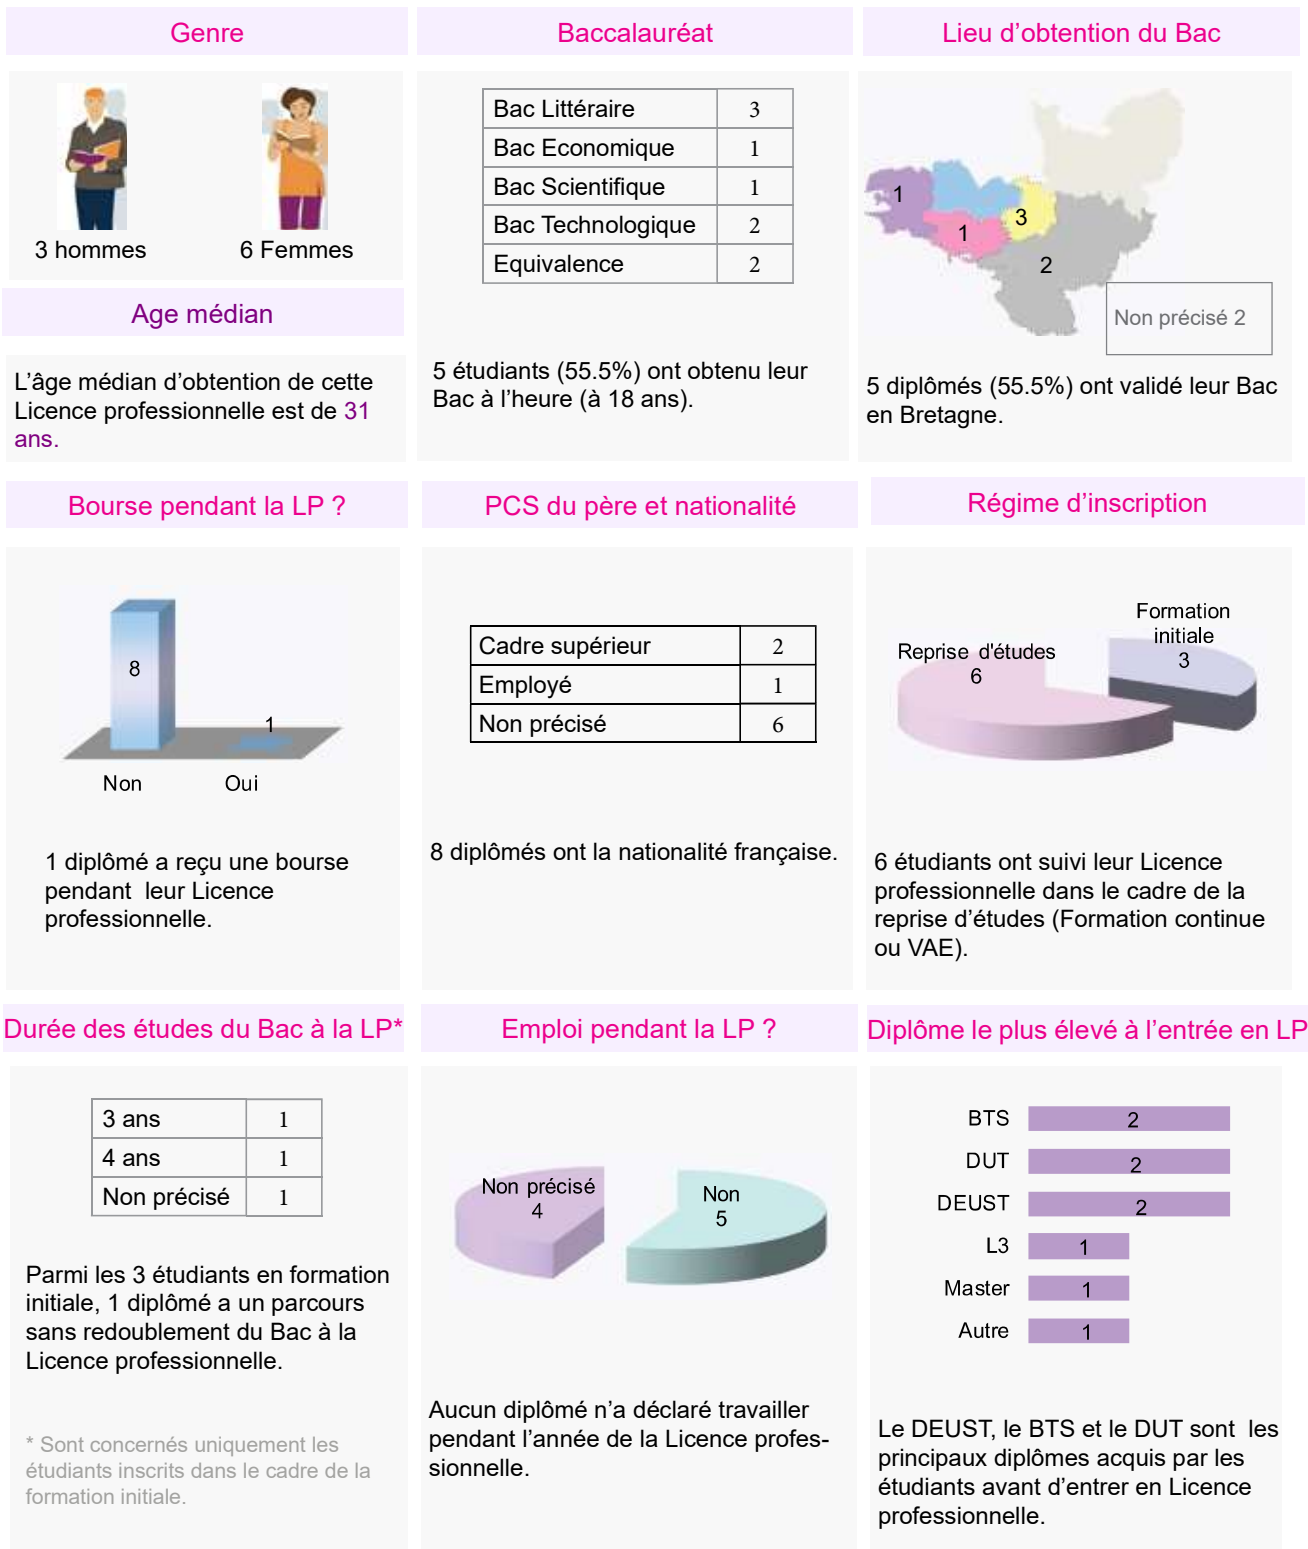 Genre
3 hommes
6 Femmes
Age médian
L’âge médian d’obtention de cette
Licence professionnelle est de 31
ans.
Baccalauréat
Bac Littéraire 3
Bac Economique 1
Bac Scientifique 1
Bac Technologique 2
Equivalence 2
5 étudiants (55.5%) ont obtenu leur
Bac à l’heure (à 18 ans).
Lieu d’obtention du Bac
1
3
1
2
Non précisé 2
5 diplômés (55.5%) ont validé leur Bac
en Bretagne.
Bourse pendant la LP ?
8
1
Non
Oui
1 diplômé a reçu une bourse
pendant leur Licence
professionnelle.
PCS du père et nationalité
Cadre supérieur 2
Employé 1
Non précisé 6
8 diplômés ont la nationalité française.
Régime d’inscription
Formation
initiale
3
Reprise d'études
6
6 étudiants ont suivi leur Licence
professionnelle dans le cadre de la
reprise d’études (Formation continue
ou VAE).
Durée des études du Bac à la LP*
3 ans 1
4 ans 1
Non précisé 1
Parmi les 3 étudiants en formation
initiale, 1 diplômé a un parcours
sans redoublement du Bac à la
Licence professionnelle.
* Sont concernés uniquement les
étudiants inscrits dans le cadre de la
formation initiale.
Emploi pendant la LP ?
Non précisé
4
Non
5
Aucun diplômé n’a déclaré travailler
pendant l’année de la Licence profes-
sionnelle.
Diplôme le plus élevé à l’entrée en LP
BTS 2
DUT 2
DEUST 2
L3 1
Master 1
Autre 1
Le DEUST, le BTS et le DUT sont les
principaux diplômes acquis par les
étudiants avant d’entrer en Licence
professionnelle.